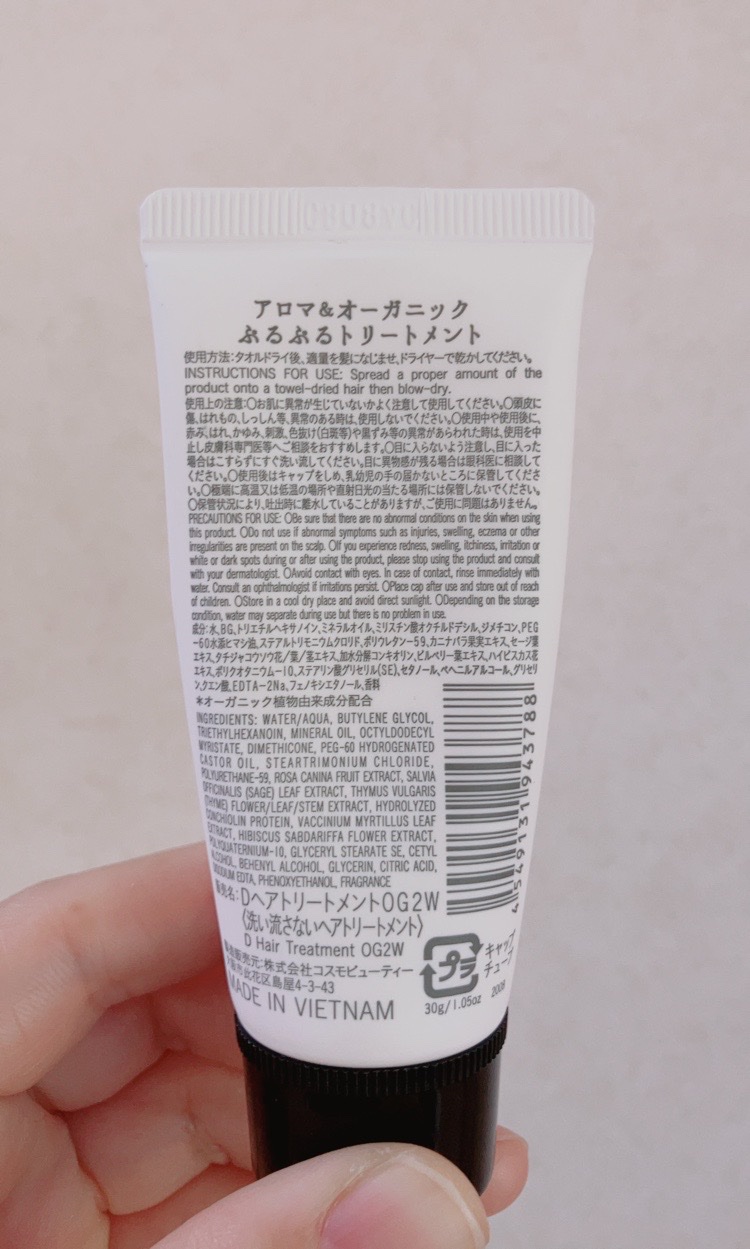 アロマ&オーガニック
ぷるぷるトリートメント
使用方法:タオルドライ後、適量を髪になじませ、ドライヤーで乾かしてください。
INSTRUCTIONS FOR USE: Spread a proper amount of the
product onto a towel-dried hair then blow-dry.
使用上の注意:〇お肌に異常が生じていないかよく注意して使用してください。〇頭皮に
傷、はれもの、しっしん等、異常のある時は、使用しないでください。〇使用中や使用後に、
赤み、はれ、かゆみ、刺激、色抜け(白斑等)や黒ずみ等の異常があらわれた時は、使用を中
止し皮膚科専門医等へご相談をおすすめします。〇目に入らないよう注意し、目に入った
場合はこすらずにすぐ洗い流してください。目に異物感が残る場合は眼科医に相談して
ください。〇使用後はキャップをしめ、乳幼児の手の届かないところに保管してくださ
い。〇極端に高温又は低温の場所や直射日光の当たる場所には保管しないでください。
〇保管状況により、吐出時に離水していることがありますが、ご使用に問題はありません。
PRECAUTIONS FOR USE: 〇Be sure that there are no abnormal conditions on the skin when using
this product. 〇Do not use if abnormal symptoms such as injuries, swelling, eczema or other
irregularities are present on the scalp. 〇If you experience redness, swelling, itchiness, irritation or
white or dark spots during or after using the product, please stop using the product and consult
with your dermatologist. 〇Avoid contact with eyes. In case of contact, rinse immediately with
water. Consult an ophthalmologist if irritations persist. 〇Place cap after use and store out of reach
of children. 〇Store in a cool dry place and avoid direct sunlight. 〇Depending on the storage
condition, water may separate during use but there is no problem in use.
成分:水、BG、トリエチルヘキサノイン、ミネラルオイル、ミリスチン酸オクチルドデシル、ジメチコン、PEG
-60水添ヒマシ油、ステアルトリモニウムクロリド、ポリウレタン-59、カニナバラ果実エキス、セージ葉
エキス、タチジャコウソウ花/葉/茎エキス、加水分解コンキオリン、ビルベリー葉エキス、ハイビスカス花
エキス、ポリクオタニウム-10、ステアリン酸グリセリル(SE)、セタノール、ベヘニルアルコール、グリセリ
ン、クエン酸、EDTA-2Na、フェノキシエタノール、香料
*オーガニック植物由来成分配合
INGREDIENTS: WATER/AQUA, BUTYLENE GLYCOL,
TRIETHYLHEXANOIN, MINERAL OIL, OCTYLDODECYL
MYRISTATE, DIMETHICONE, PEG-60 HYDROGENATED
CASTOR OIL, STEARTRIMONIUM CHLORIDE,
POLYURETHANE-59, ROSA CANINA FRUIT EXTRACT, SALVIA
OFFICINALIS (SAGE) LEAF EXTRACT, THYMUS VULGARIS
(THYME) FLOWER/LEAF/STEM EXTRACT, HYDROLYZED
CONCHIOLIN PROTEIN, VACCINIUM MYRTILLUS LEAF
EXTRACT, HIBISCUS SABDARIFFA FLOWER EXTRACT,
POLYQUATERNIUM-10, GLYCERYL STEARATE SE, CETYL
ALCOHOL, BEHENYL ALCOHOL, GLYCERIN, CITRIC ACID,
DISODIUM EDTA, PHENOXYETHANOL, FRAGRANCE
4549131943788
販売名:DヘアトリートメントOG2W
〈洗い流さないヘアトリートメント〉
D Hair Treatment OG2W
製造販売元:株式会社コスモビューティー
大阪市此花区島屋4-3-43
MADE IN VIETNAM
プラ
キャップ
チューブ
30g/1.05oz
2008